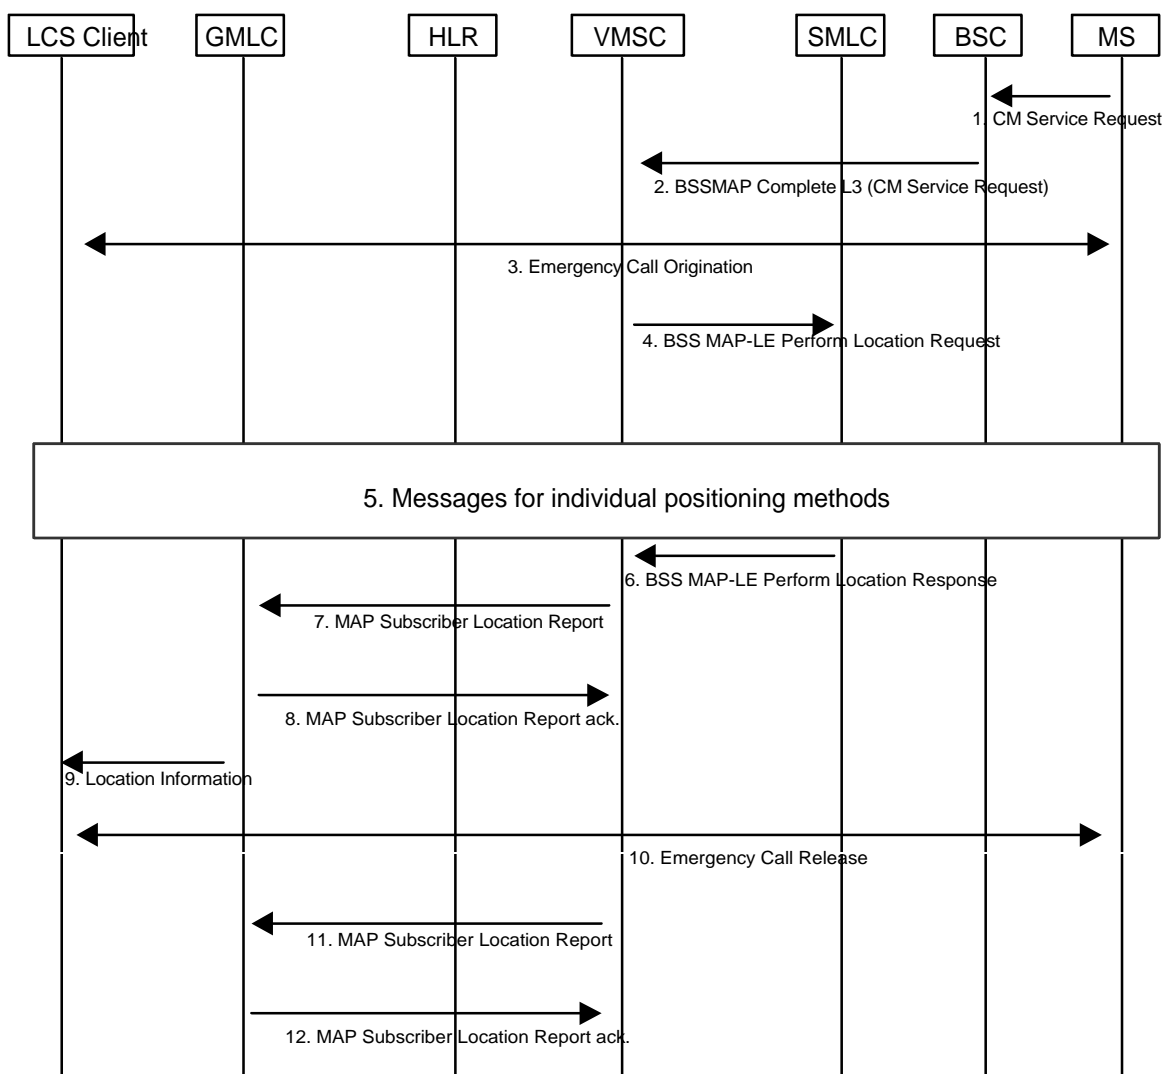 LCS Client GMLC HLR VMSC SMLC BSC MS
1. CM Service Request
2. BSSMAP Complete L3 (CM Service Request)
3. Emergency Call Origination
4. BSS MAP-LE Perform Location Request
5. Messages for individual positioning methods
6. BSS MAP-LE Perform Location Response
7. MAP Subscriber Location Report
8. MAP Subscriber Location Report ack.
9. Location Information
10. Emergency Call Release
11. MAP Subscriber Location Report
12. MAP Subscriber Location Report ack.